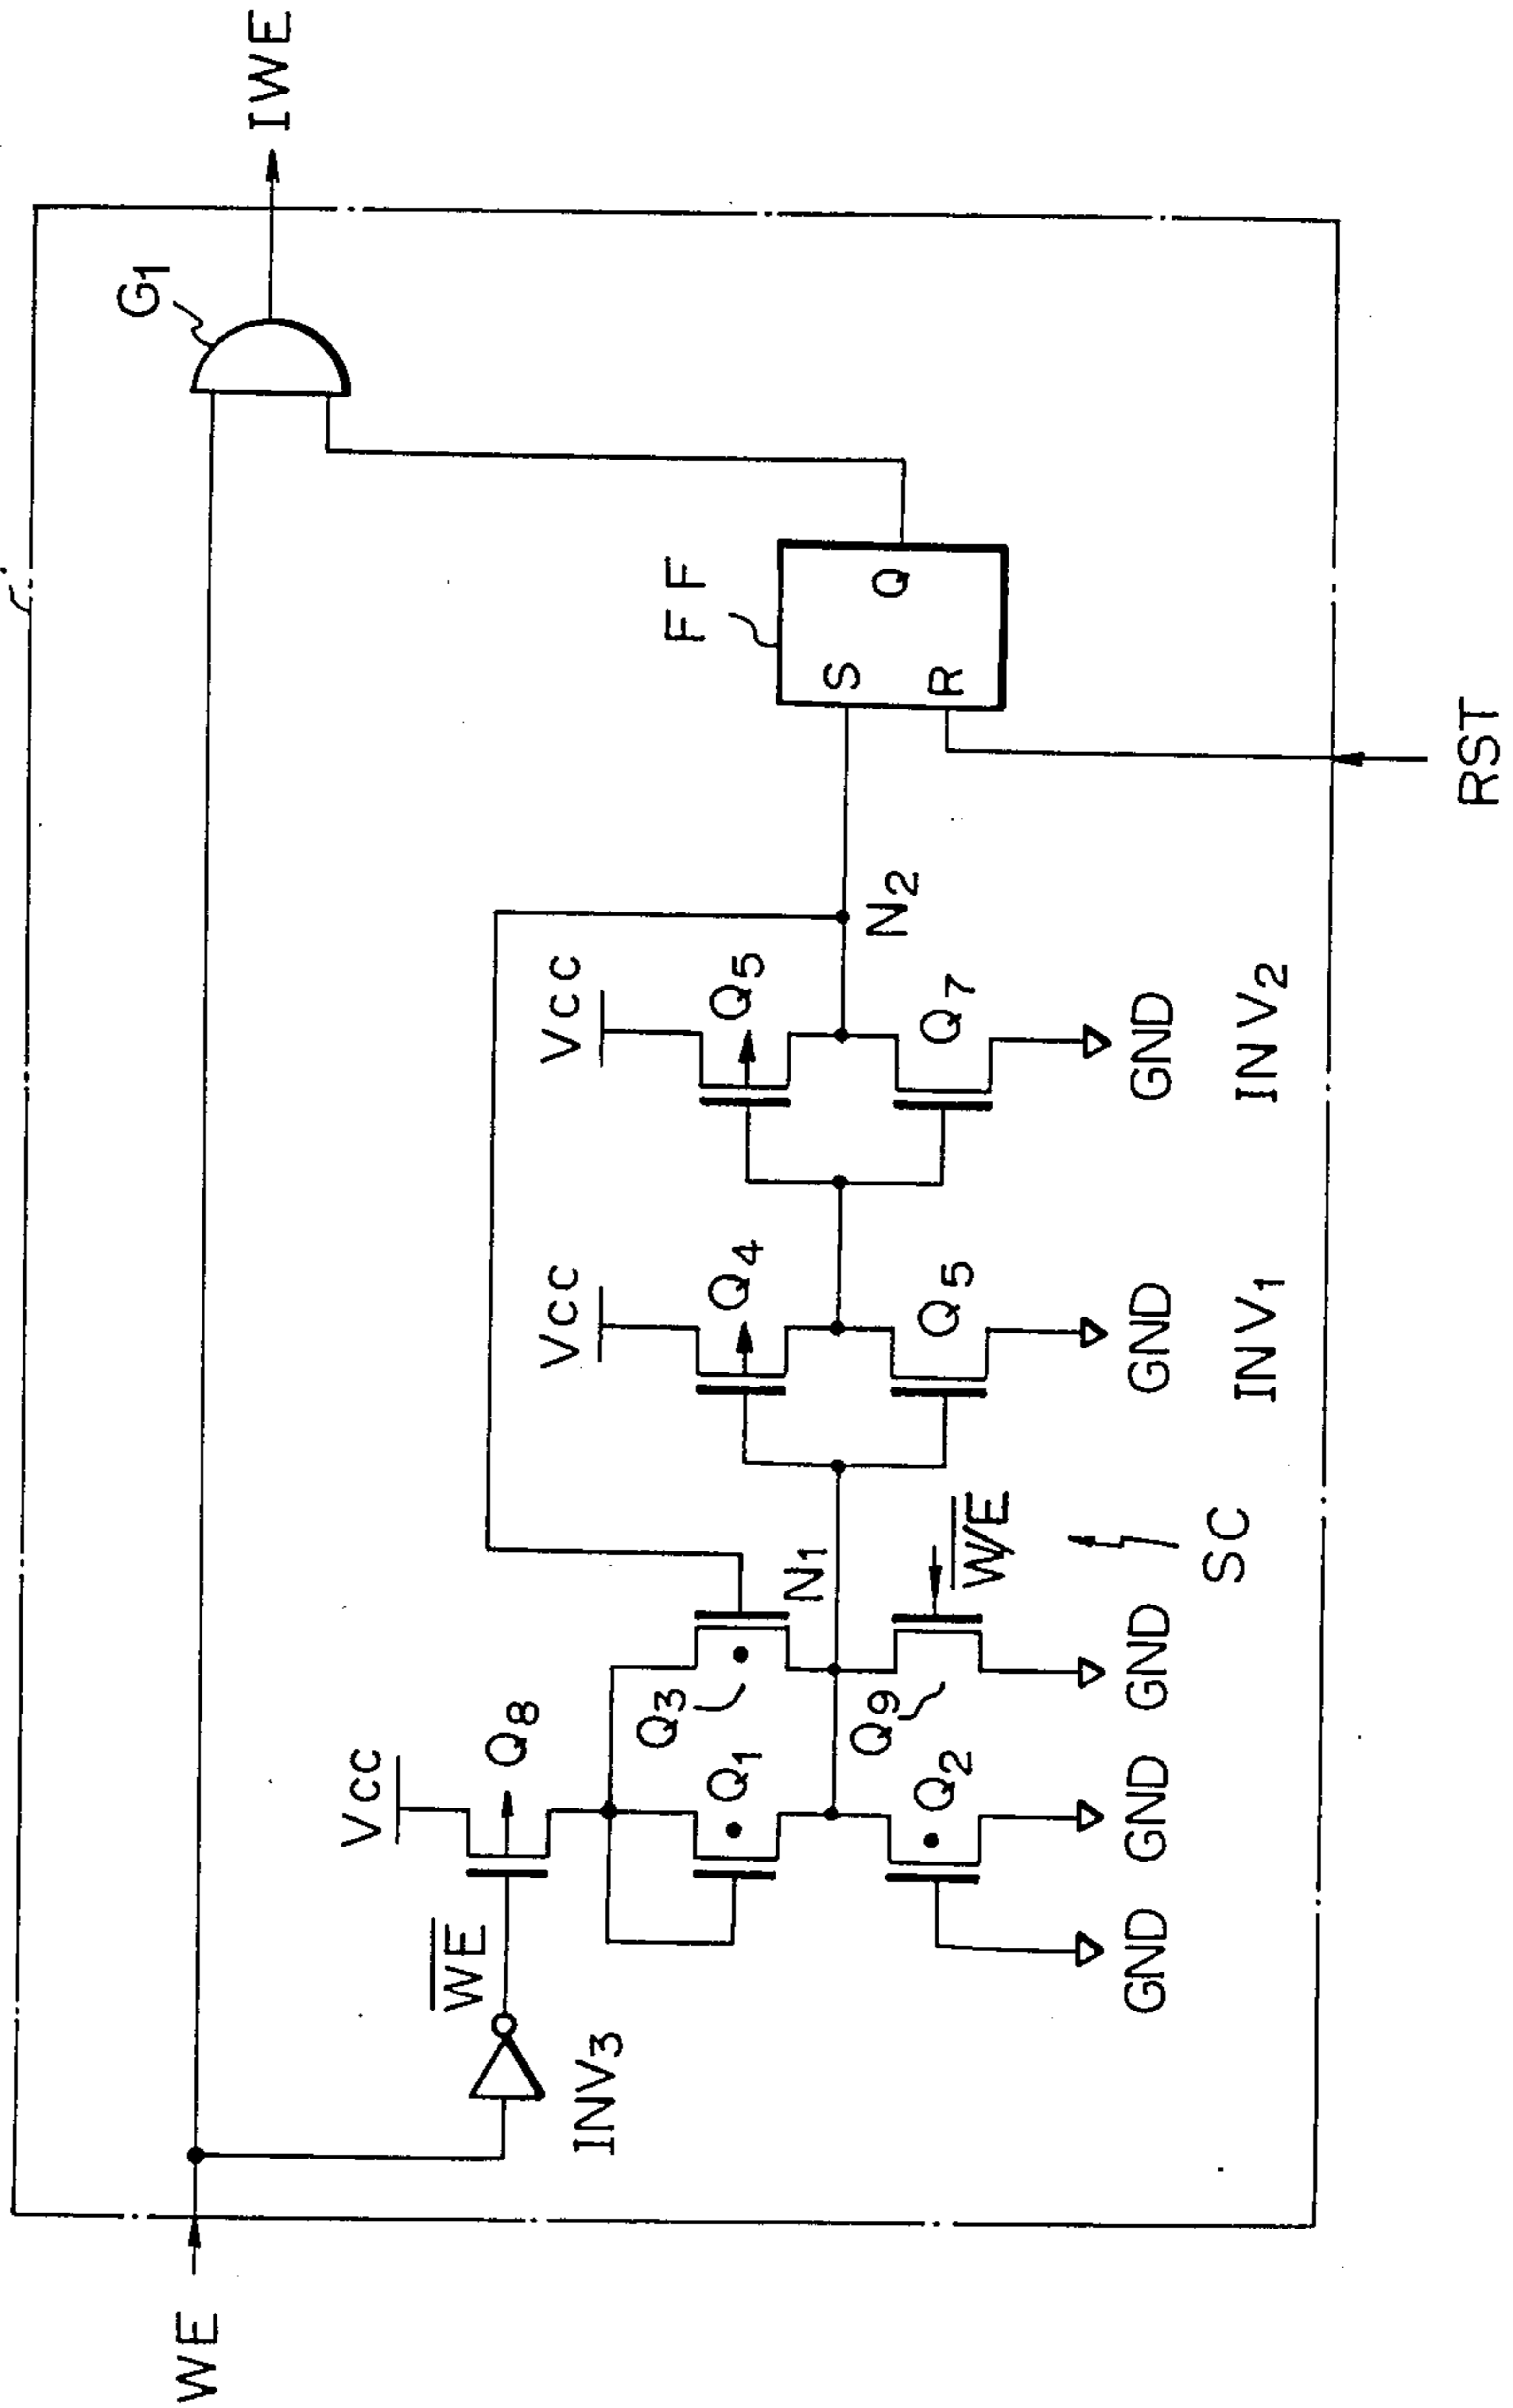 WE
IWE
G1
INV3
WE
Vcc
Q8
Q1
Q3
N1
Q2
Q9
WE
GND
GND
GND
SC
Vcc
Q4
Q5
GND
INV1
Vcc
Q5
Q7
GND
INV2
N2
FF
S
R
Q
RST